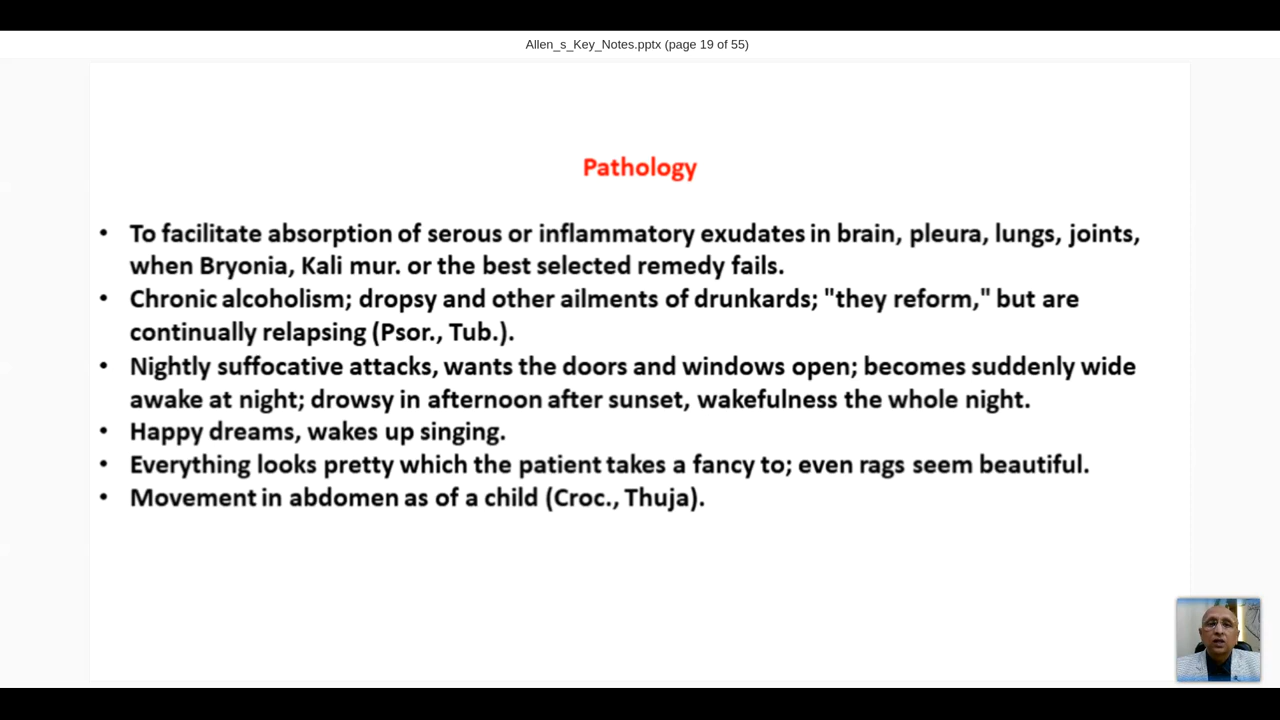 Allen_s_Key_Notes.pptx (page 19 of 55)
Pathology
• To facilitate absorption of serous or inflammatory exudates in brain, pleura, lungs, joints,
when Bryonia, Kali mur. or the best selected remedy fails.
• Chronic alcoholism; dropsy and other ailments of drunkards; "they reform," but are
continually relapsing (Psor., Tub.).
• Nightly suffocative attacks, wants the doors and windows open; becomes suddenly wide
awake at night; drowsy in afternoon after sunset, wakefulness the whole night.
• Happy dreams, wakes up singing.
• Everything looks pretty which the patient takes a fancy to; even rags seem beautiful.
• Movement in abdomen as of a child (Croc., Thuja).